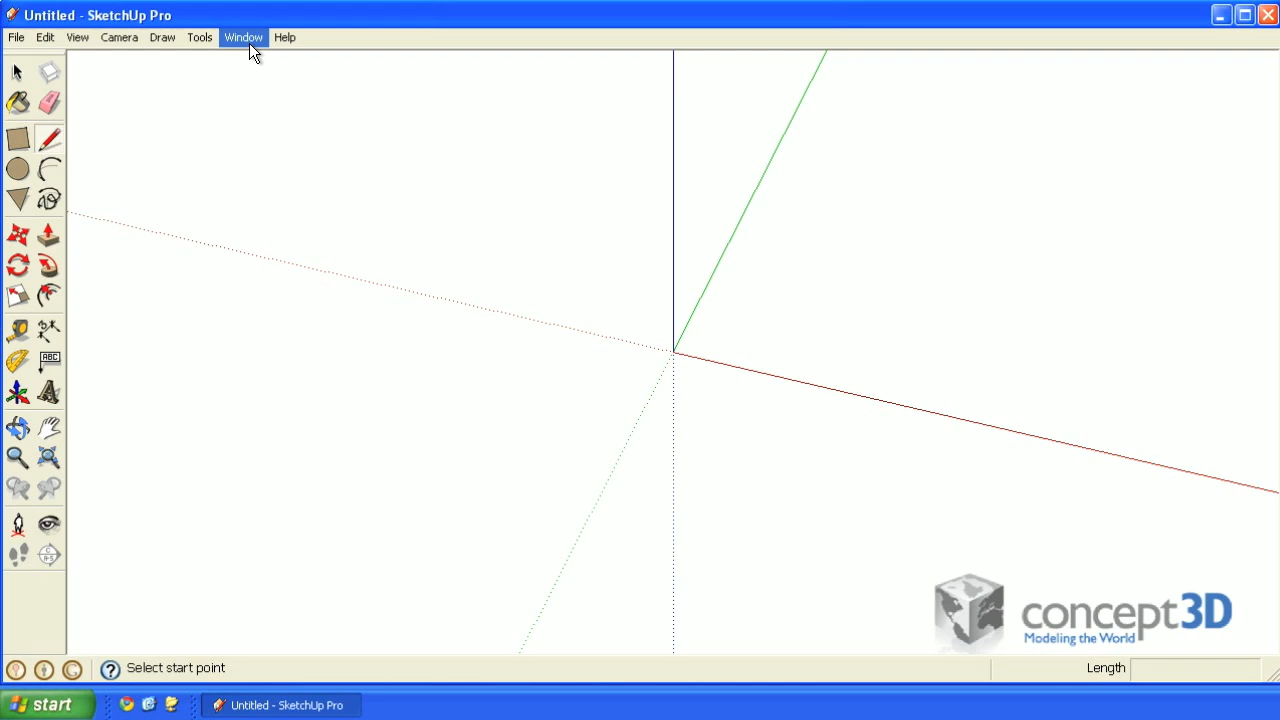 Untitled - SketchUp Pro
File Edit View Camera Draw Tools Window Help
ABC
concept3D
Modeling the World
? Select start point Length
start Untitled - SketchUp Pro